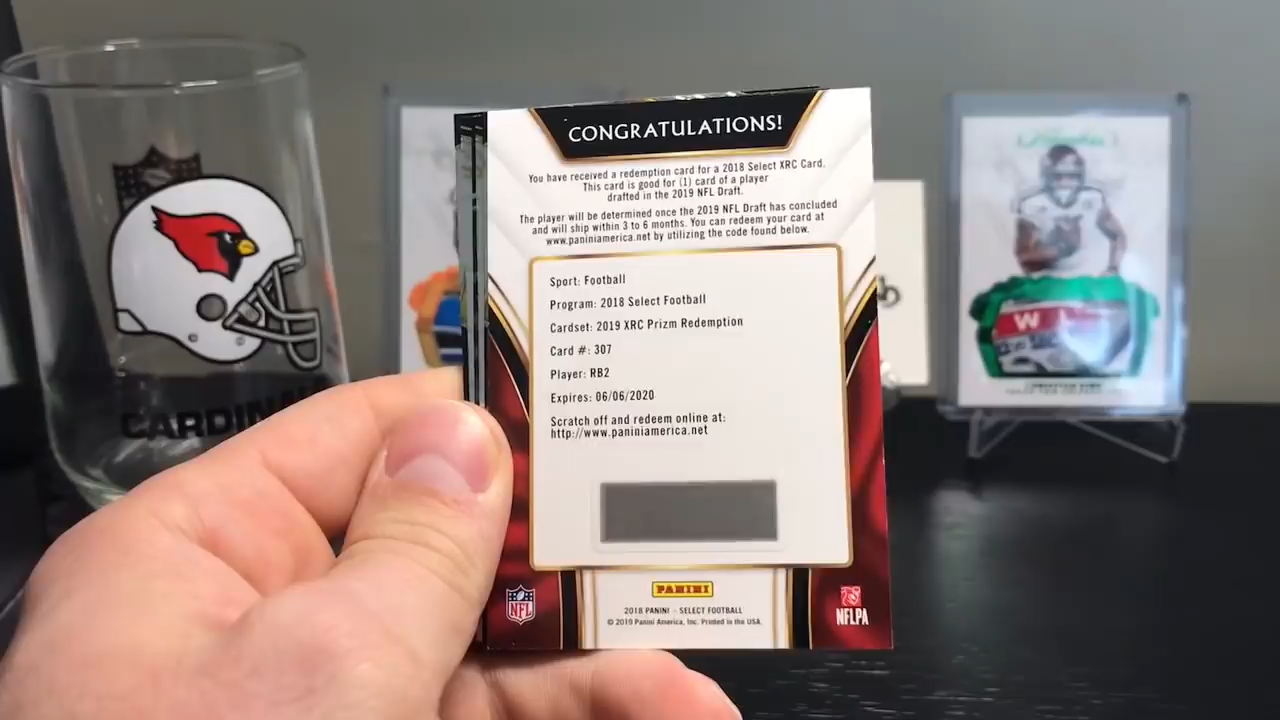 CONGRATULATIONS!
You have received a redemption card for a 2018 Select XRC Card.
This card is good for (1) card of a player
drafted in the 2019 NFL Draft.
The player will be determined once the 2019 NFL Draft has concluded
and will ship within 3 to 6 months. You can redeem your card at
www.paniniamerica.net by utilizing the code found below.
Sport: Football
Program: 2018 Select Football
Cardset: 2019 XRC Prizm Redemption
Card #: 307
Player: RB2
Expires: 06/06/2020
Scratch off and redeem online at:
http://www.paniniamerica.net
PANINI
2018 PANINI - SELECT FOOTBALL
© 2019 Panini America, Inc. Printed in the USA.
NFL
NFLPA
CARDINA
W